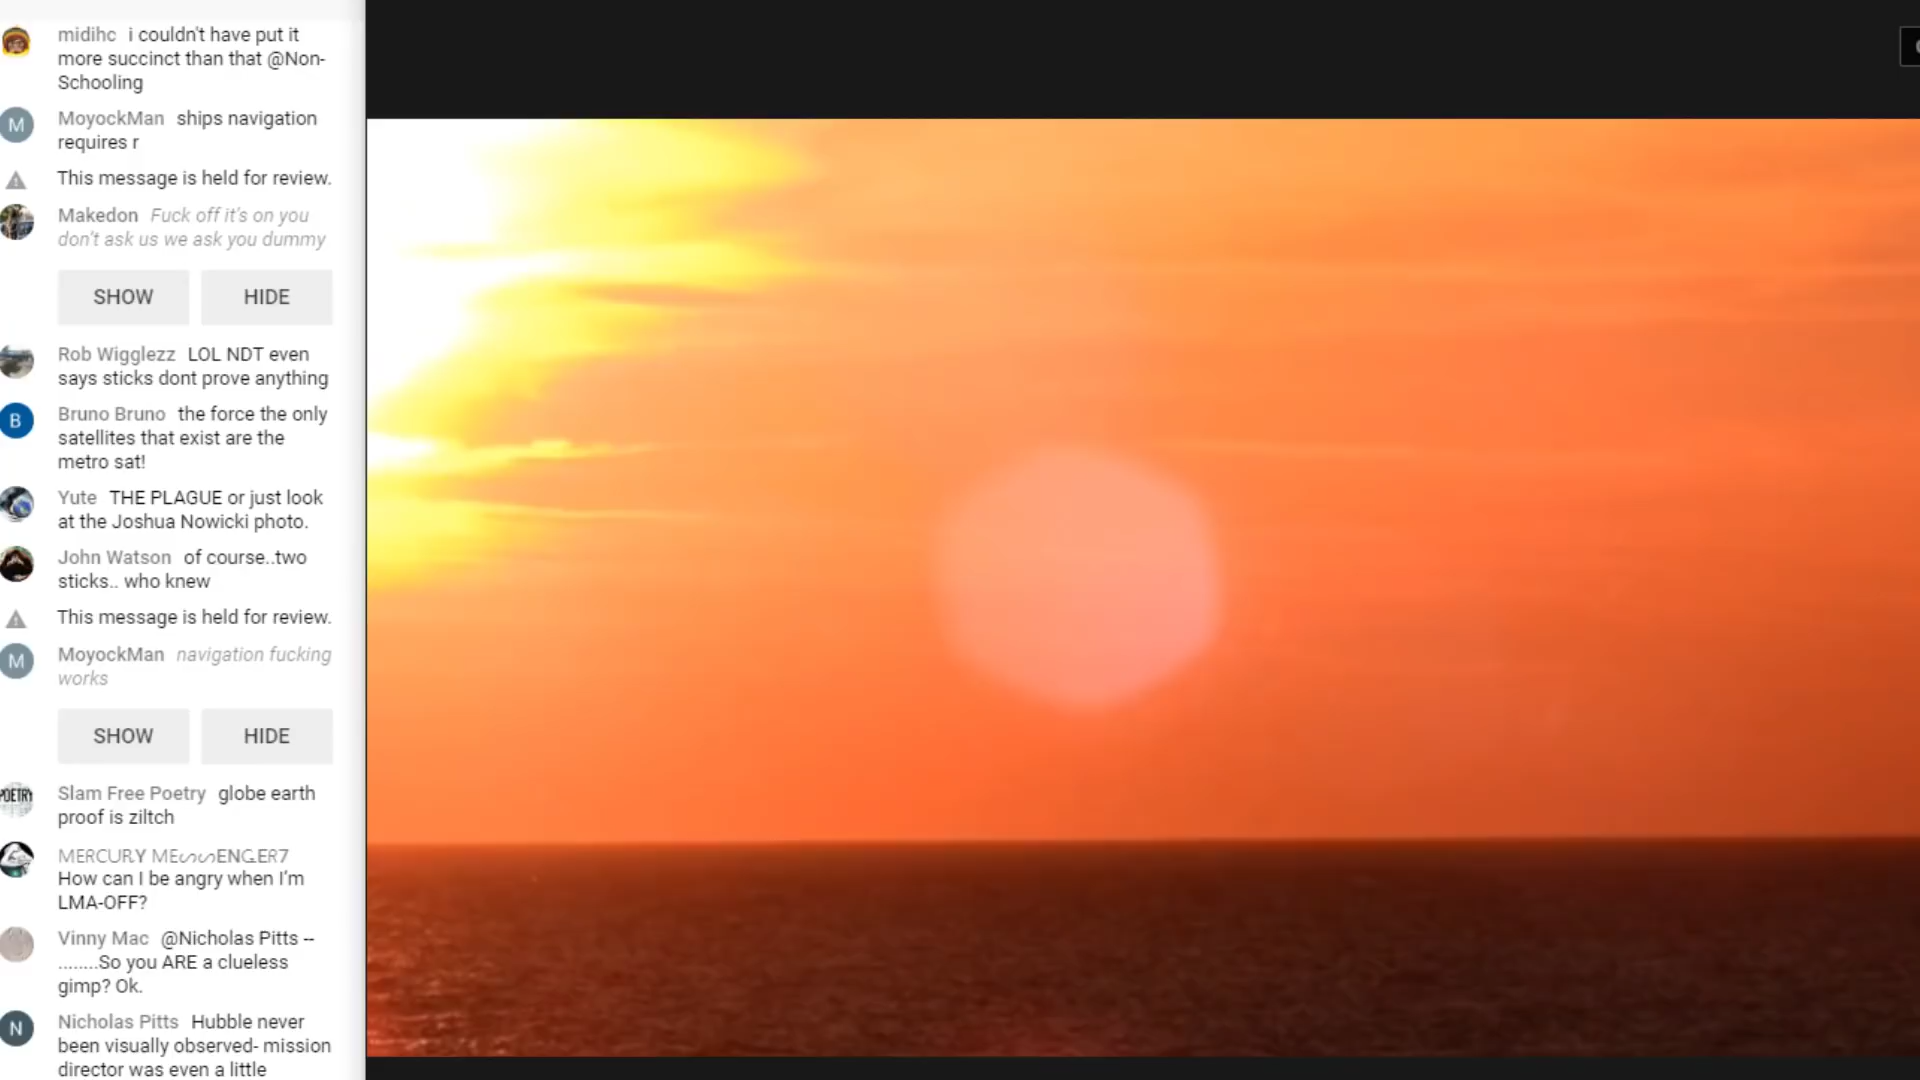 midihc i couldn't have put it
more succinct than that @Non-
Schooling
M
MoyockMan ships navigation
requires r
This message is held for review.
Makedon Fuck off it's on you
don't ask us we ask you dummy
SHOW HIDE
Rob Wigglezz LOL NDT even
says sticks dont prove anything
B
Bruno Bruno the force the only
satellites that exist are the
metro sat!
Yute THE PLAGUE or just look
at the Joshua Nowicki photo.
John Watson of course..two
sticks.. who knew
This message is held for review.
M
MoyockMan navigation fucking
works
SHOW HIDE
POETRY
Slam Free Poetry globe earth
proof is ziltch
MERCURY MEᔕᔕENGER7
How can I be angry when I'm
LMA-OFF?
Vinny Mac @Nicholas Pitts --
........So you ARE a clueless
gimp? Ok.
N
Nicholas Pitts Hubble never
been visually observed- mission
director was even a little